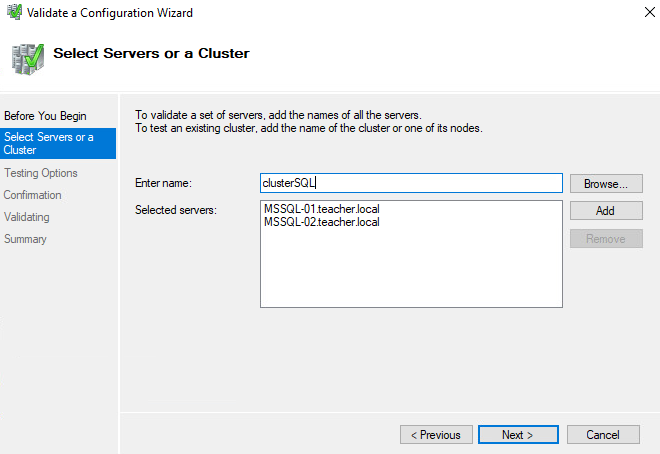 Validate a Configuration Wizard
Select Servers or a Cluster
Before You Begin
Select Servers or a
Cluster
Testing Options
Confirmation
Validating
Summary
To validate a set of servers, add the names of all the servers.
To test an existing cluster, add the name of the cluster or one of its nodes.
Enter name:
clusterSQL
Browse...
Selected servers:
MSSQL-01.teacher.local
MSSQL-02.teacher.local
Add
Remove
< Previous
Next >
Cancel